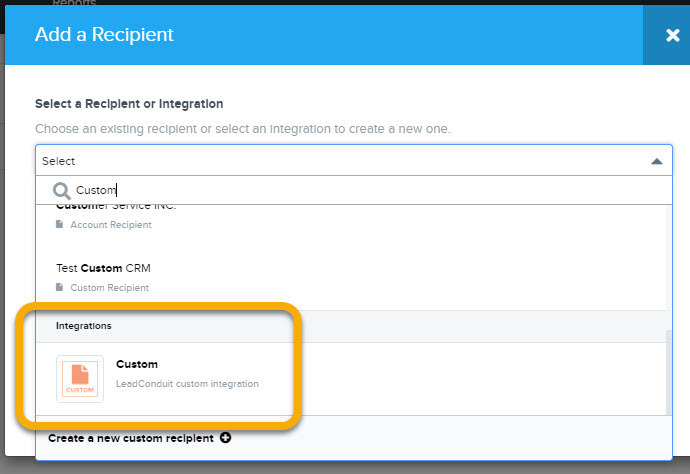 Reports
Add a Recipient
Select a Recipient or Integration
Choose an existing recipient or select an integration to create a new one.
Select
Custom
Customer Service INC.
Account Recipient
Test Custom CRM
Custom Recipient
Integrations
Custom
CUSTOM
LeadConduit custom integration
Create a new custom recipient